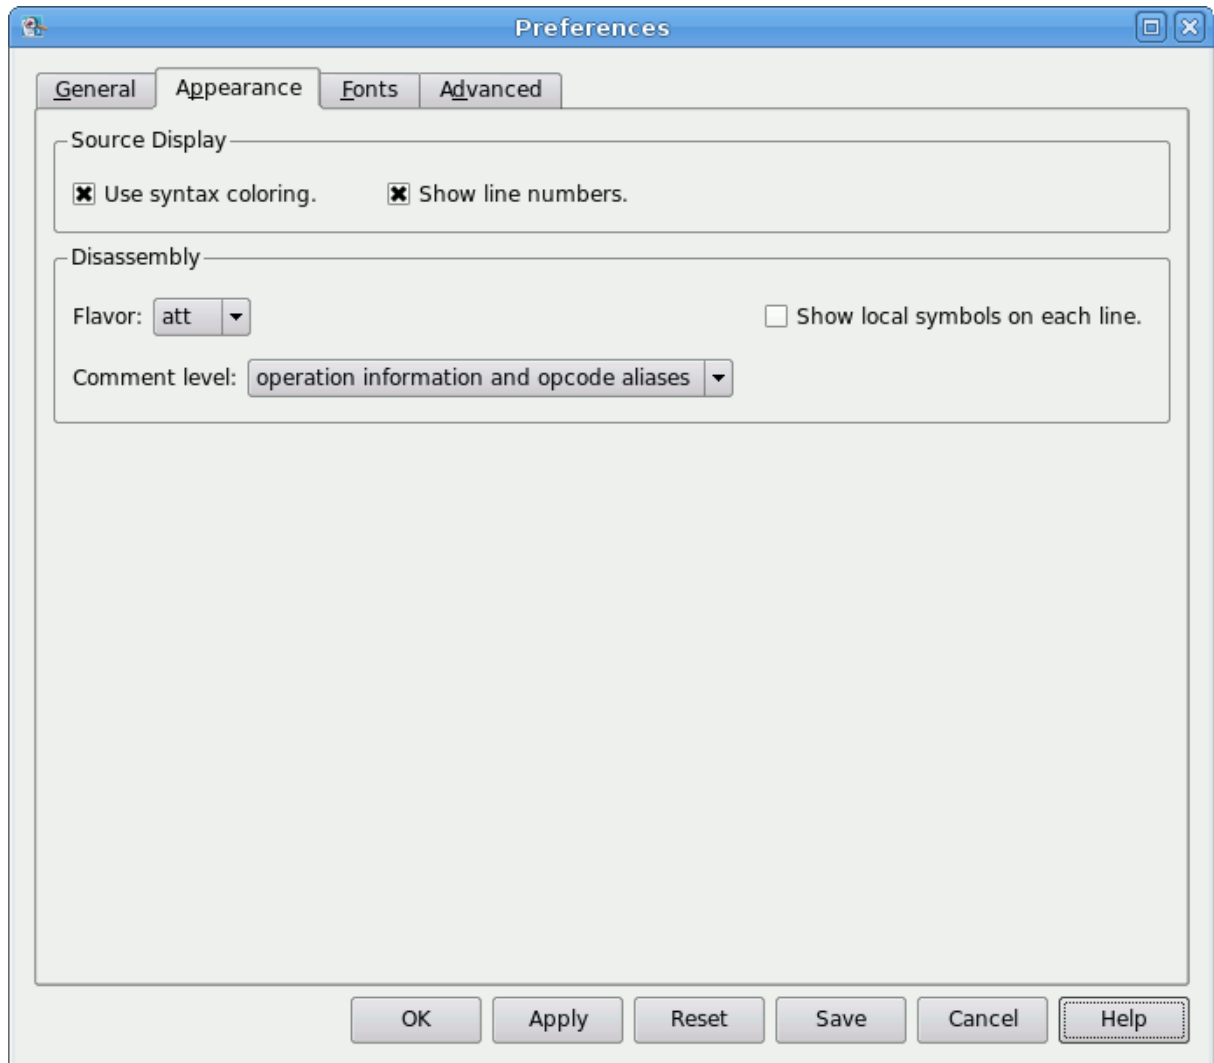 Preferences
General Appearance Fonts Advanced
Source Display
Use syntax coloring. Show line numbers.
Disassembly
Flavor: att Show local symbols on each line.
Comment level: operation information and opcode aliases
OK Apply Reset Save Cancel Help